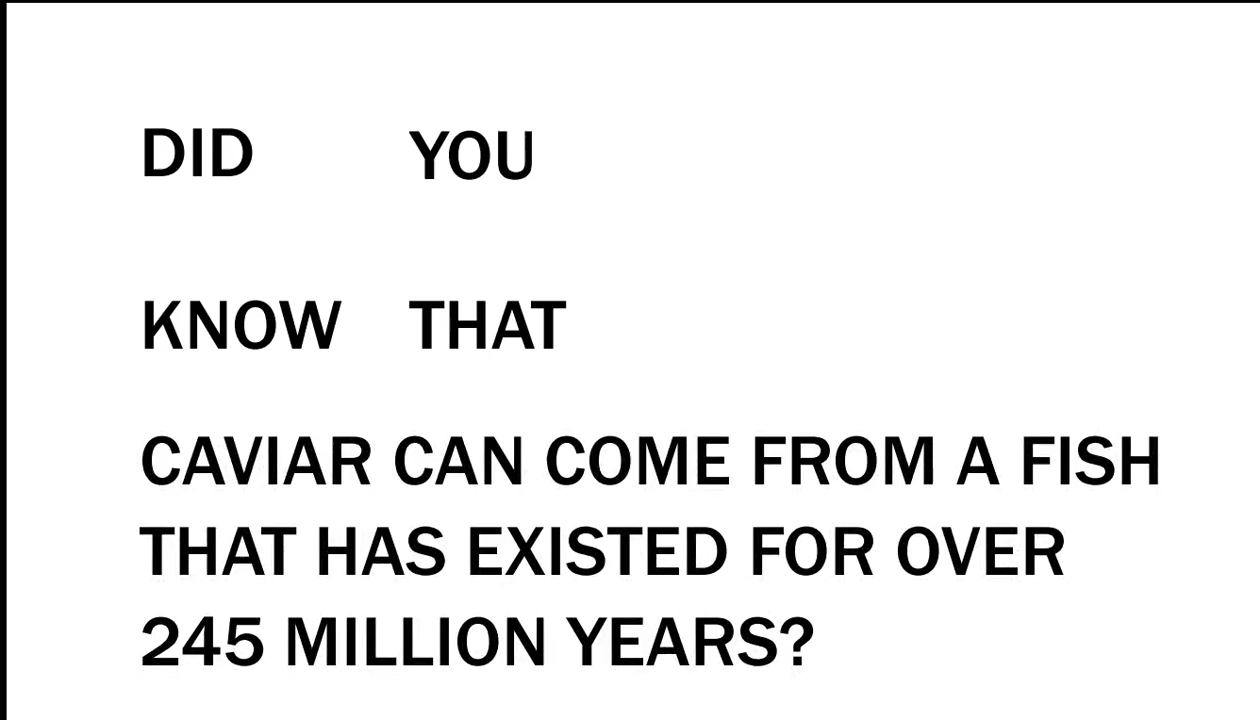 DID YOU
KNOW THAT
CAVIAR CAN COME FROM A FISH
THAT HAS EXISTED FOR OVER
245 MILLION YEARS?